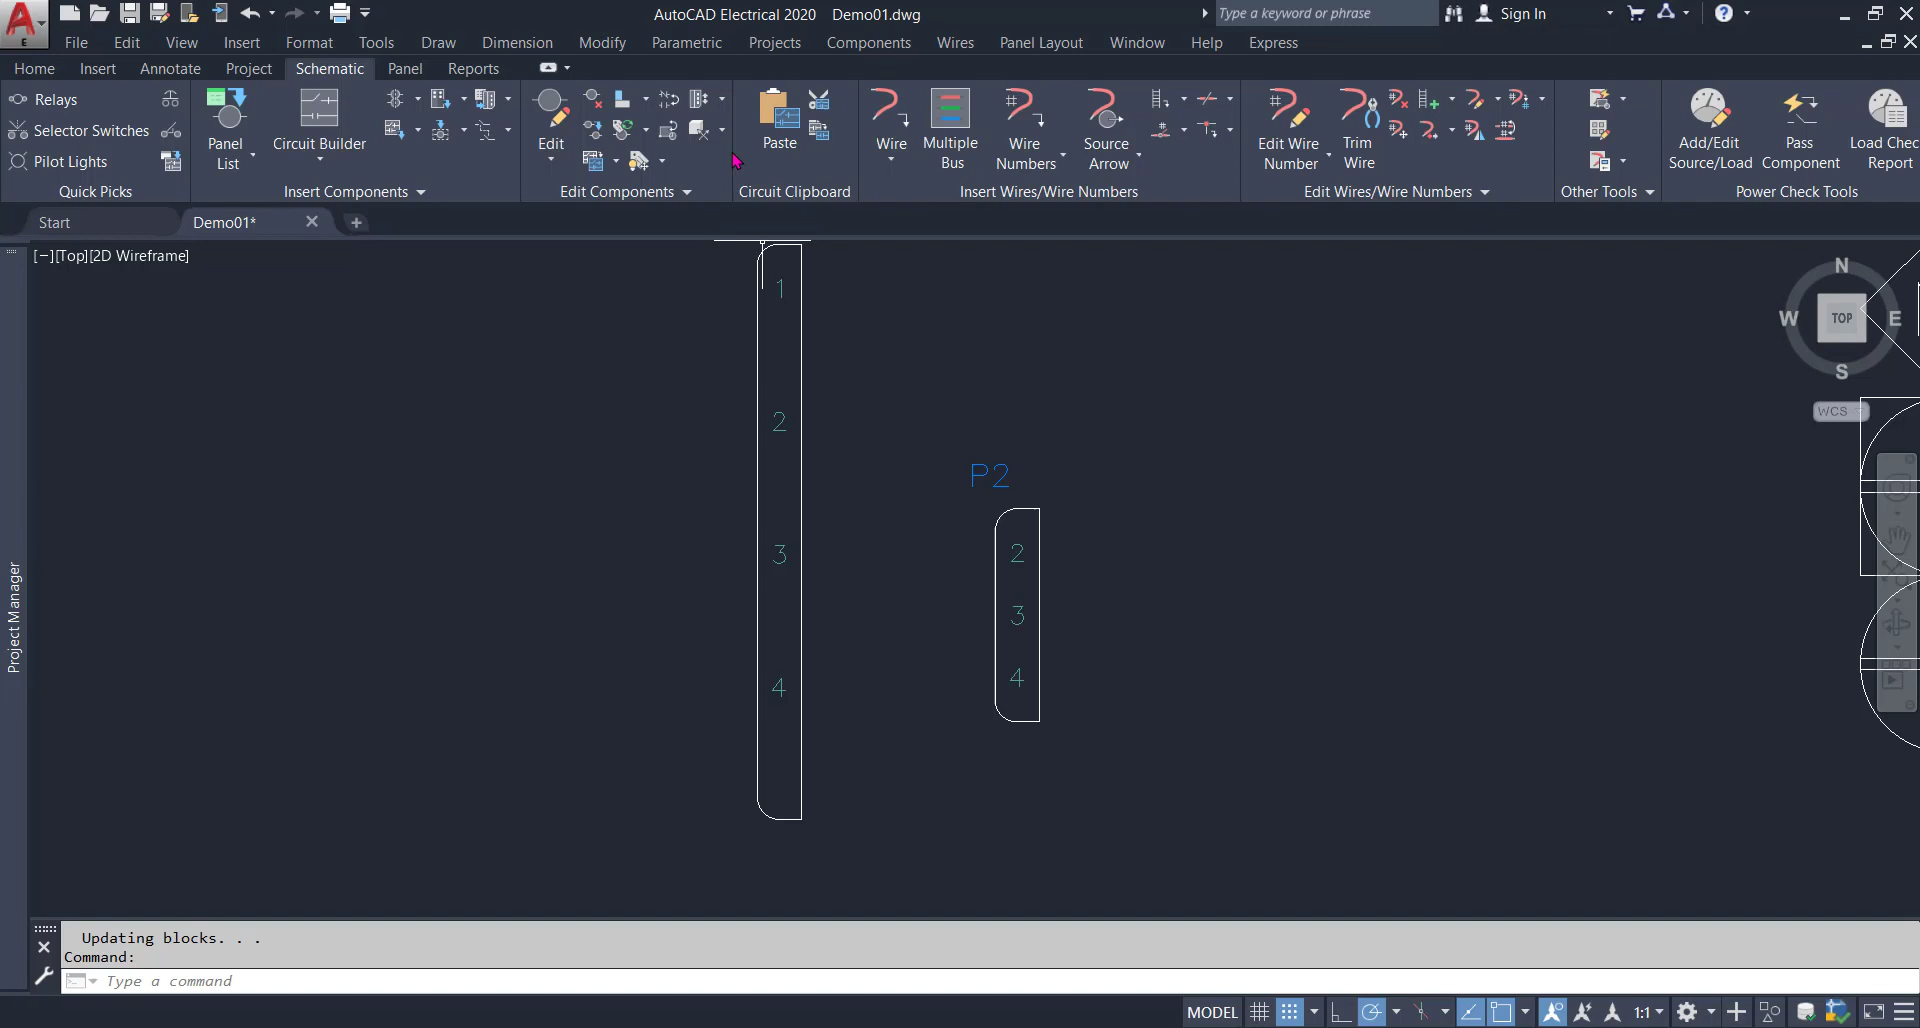 AutoCAD Electrical 2020 Demo01.dwg
Type a keyword or phrase
Sign In
File Edit View Insert Format Tools Draw Dimension Modify Parametric Projects Components Wires Panel Layout Window Help Express
Home Insert Annotate Project Schematic Panel Reports
Relays
Selector Switches
Pilot Lights
Quick Picks
Panel
List
Circuit Builder
Insert Components
Edit
Edit Components
Paste
Circuit Clipboard
Wire
Multiple
Bus
Wire
Numbers
Source
Arrow
Insert Wires/Wire Numbers
Edit Wire
Number
Trim
Wire
Edit Wires/Wire Numbers
Other Tools
Add/Edit
Source/Load
Pass
Component
Load Chec
Report
Power Check Tools
Start
Demo01*
[−][Top][2D Wireframe]
Project Manager
1
2
3
4
P2
2
3
4
N
W TOP E
S
WCS
Updating blocks. . .
Command:
Type a command
MODEL
1:1